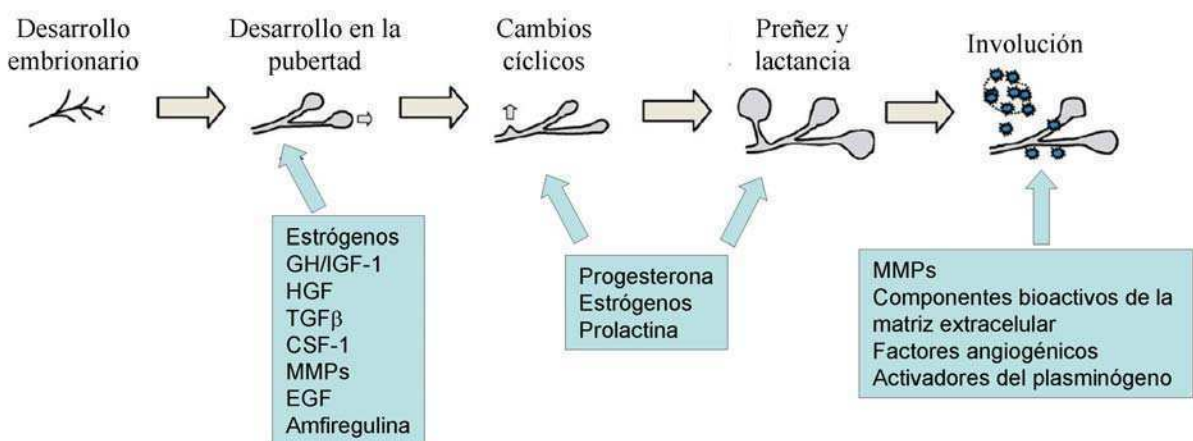 Desarrollo
embrionario
Desarrollo en la
pubertad
Cambios
cíclicos
Preñez y
lactancia
Involución
Estrógenos
GH/IGF-1
HGF
TGFβ
CSF-1
MMPs
EGF
Amfiregulina
Progesterona
Estrógenos
Prolactina
MMPs
Componentes bioactivos de la
matriz extracelular
Factores angiogénicos
Activadores del plasminógeno